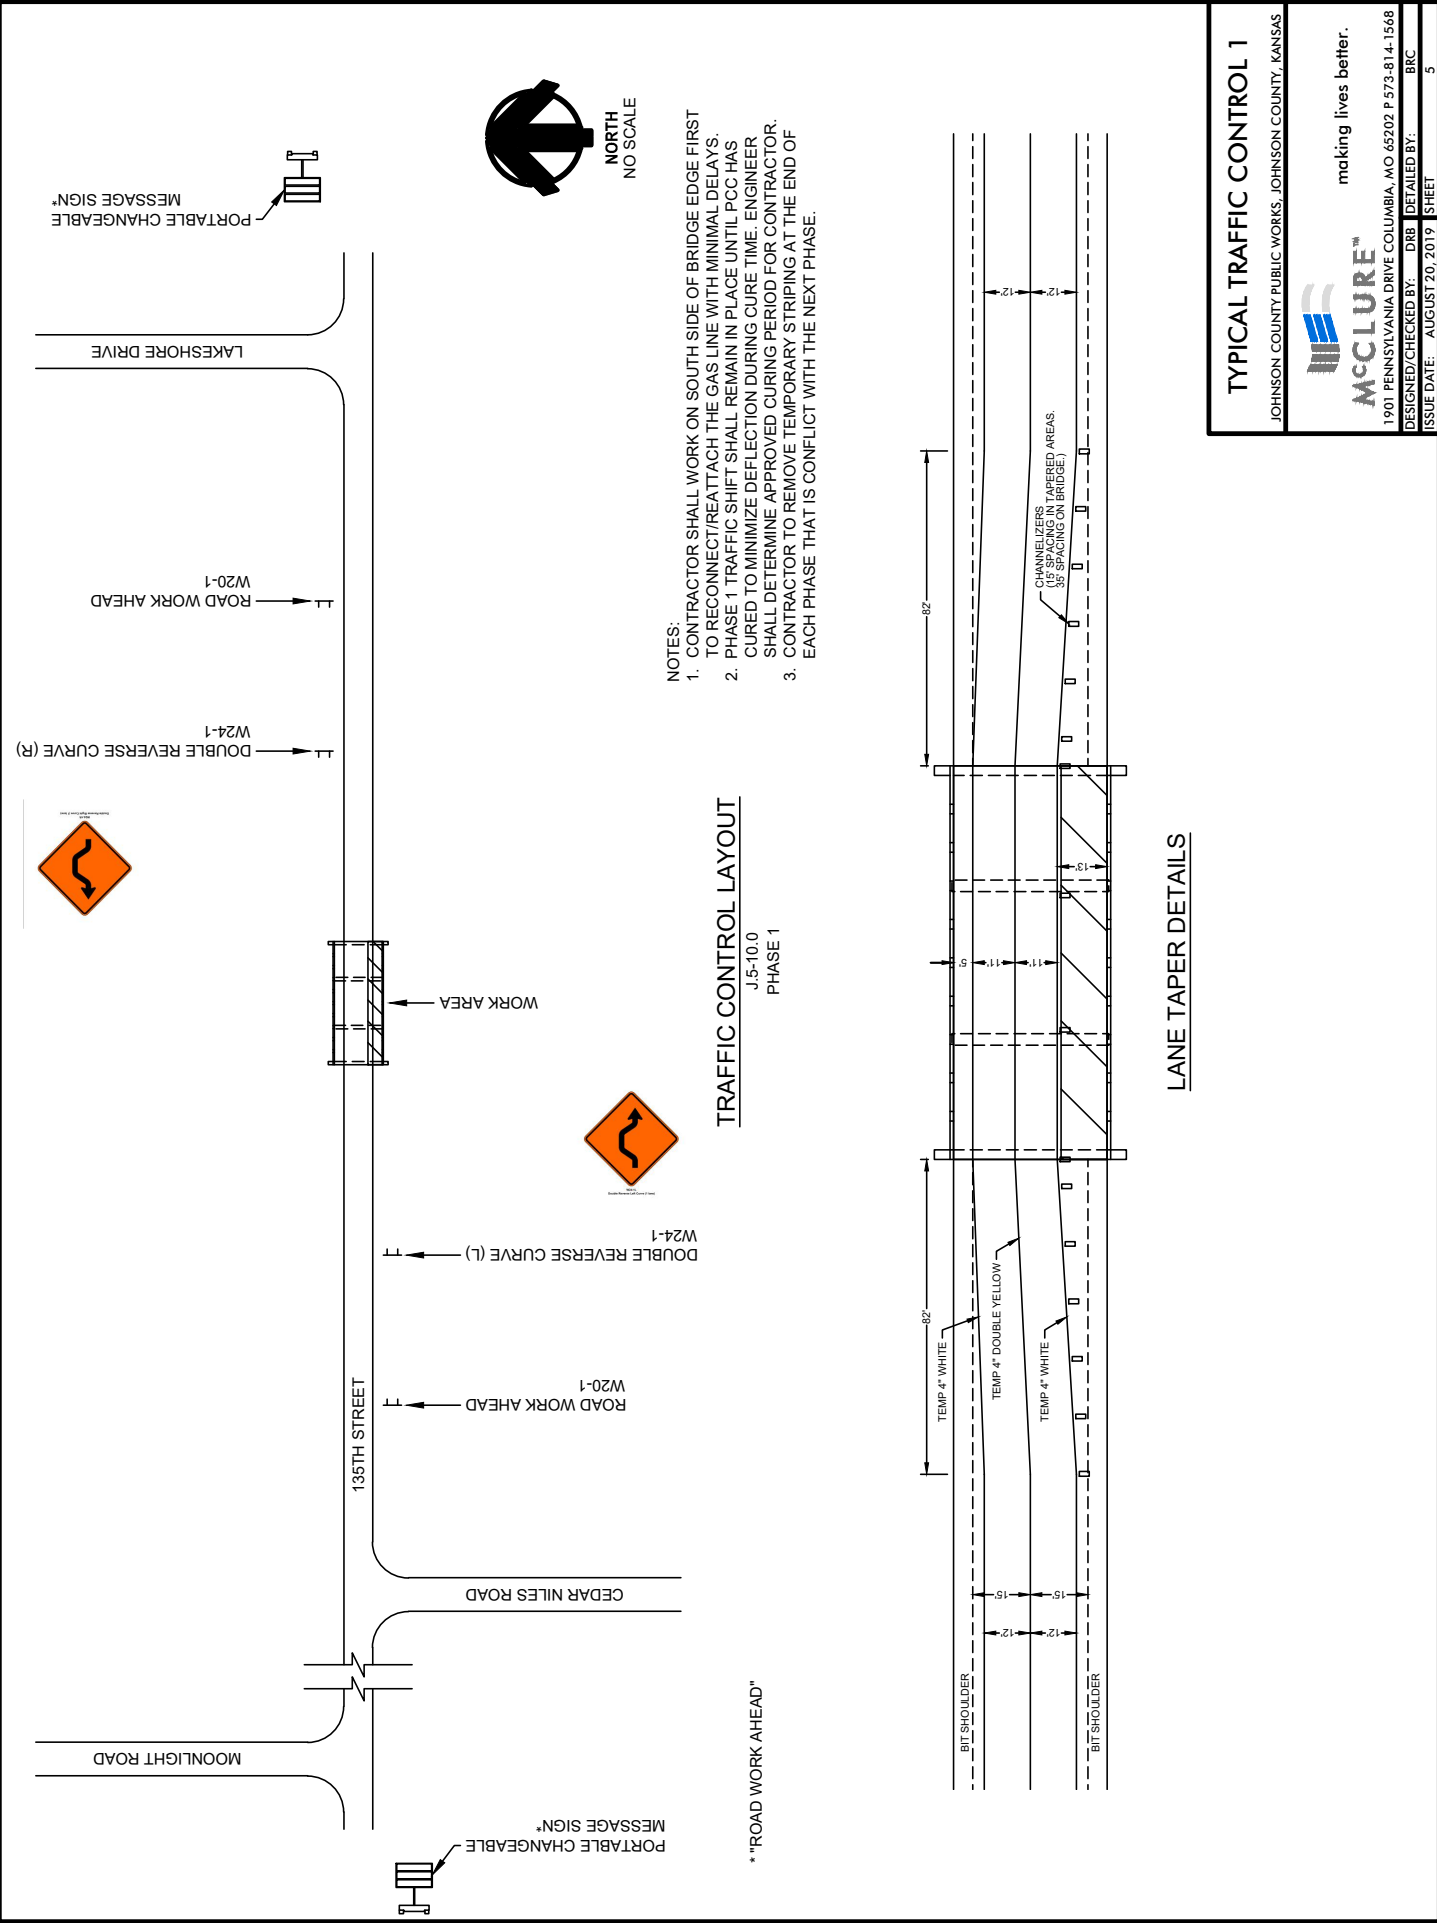 PORTABLE CHANGEABLE
MESSAGE SIGN*
MOONLIGHT ROAD
CEDAR NILES ROAD
135TH STREET
ROAD WORK AHEAD
W20-1
DOUBLE REVERSE CURVE (L)
W24-1
WORK AREA
DOUBLE REVERSE CURVE (R)
W24-1
ROAD WORK AHEAD
W20-1
LAKESHORE DRIVE
PORTABLE CHANGEABLE
MESSAGE SIGN*
NORTH
NO SCALE
* "ROAD WORK AHEAD"
TRAFFIC CONTROL LAYOUT
J.5-10.0
PHASE 1
NOTES:
1. CONTRACTOR SHALL WORK ON SOUTH SIDE OF BRIDGE EDGE FIRST
TO RECONNECT/REATTACH THE GAS LINE WITH MINIMAL DELAYS.
2. PHASE 1 TRAFFIC SHIFT SHALL REMAIN IN PLACE UNTIL PCC HAS
CURED TO MINIMIZE DEFLECTION DURING CURE TIME. ENGINEER
SHALL DETERMINE APPROVED CURING PERIOD FOR CONTRACTOR.
3. CONTRACTOR TO REMOVE TEMPORARY STRIPING AT THE END OF
EACH PHASE THAT IS CONFLICT WITH THE NEXT PHASE.
82'
82'
BIT SHOULDER
BIT SHOULDER
12'
12'
15'
15'
TEMP 4" WHITE
TEMP 4" DOUBLE YELLOW
TEMP 4" WHITE
5'
11'
11'
13'
CHANNELIZERS
(15' SPACING IN TAPERED AREAS.
35' SPACING ON BRIDGE.)
12'
12'
LANE TAPER DETAILS
TYPICAL TRAFFIC CONTROL 1
JOHNSON COUNTY PUBLIC WORKS, JOHNSON COUNTY, KANSAS
McCLURE™
making lives better.
1901 PENNSYLVANIA DRIVE COLUMBIA, MO 65202 P 573-814-1568
DESIGNED/CHECKED BY: DRB DETAILED BY: BRC
ISSUE DATE: AUGUST 20, 2019 SHEET 5